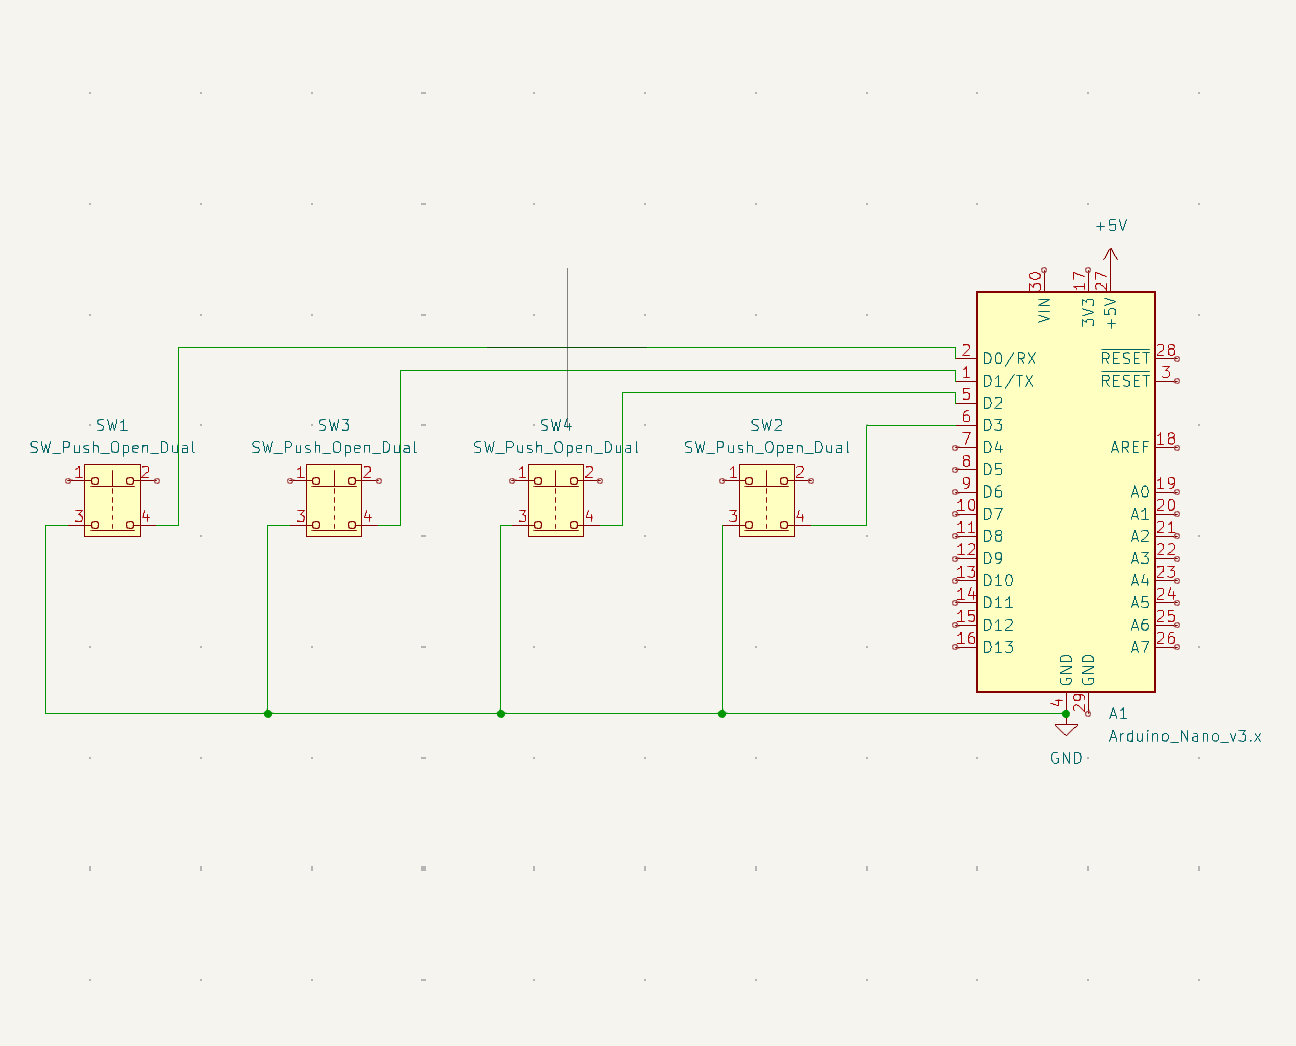 +5V
30
17
27
VIN
3V3
+5V
2 D0/RX
1 D1/TX
5 D2
6 D3
7 D4
8 D5
9 D6
10 D7
11 D8
12 D9
13 D10
14 D11
15 D12
16 D13
RESET 28
RESET 3
AREF 18
A0 19
A1 20
A2 21
A3 22
A4 23
A5 24
A6 25
A7 26
GND
GND
4
29
A1
Arduino_Nano_v3.x
GND
SW1
SW_Push_Open_Dual
1 2
3 4
SW3
SW_Push_Open_Dual
1 2
3 4
SW4
SW_Push_Open_Dual
1 2
3 4
SW2
SW_Push_Open_Dual
1 2
3 4